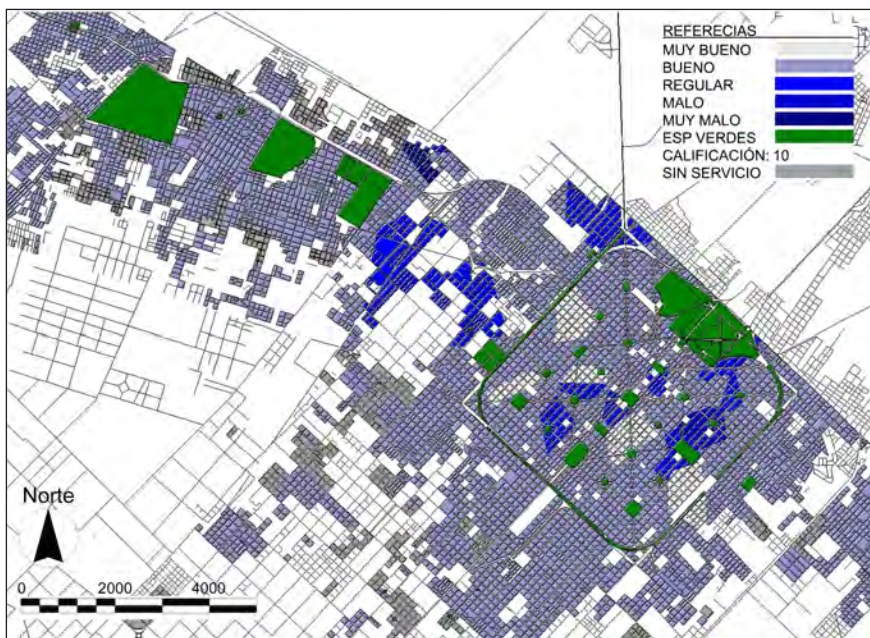 REFERECIAS
MUY BUENO
BUENO
REGULAR
MALO
MUY MALO
ESP VERDES
CALIFICACIÓN: 10
SIN SERVICIO
Norte
0 2000 4000